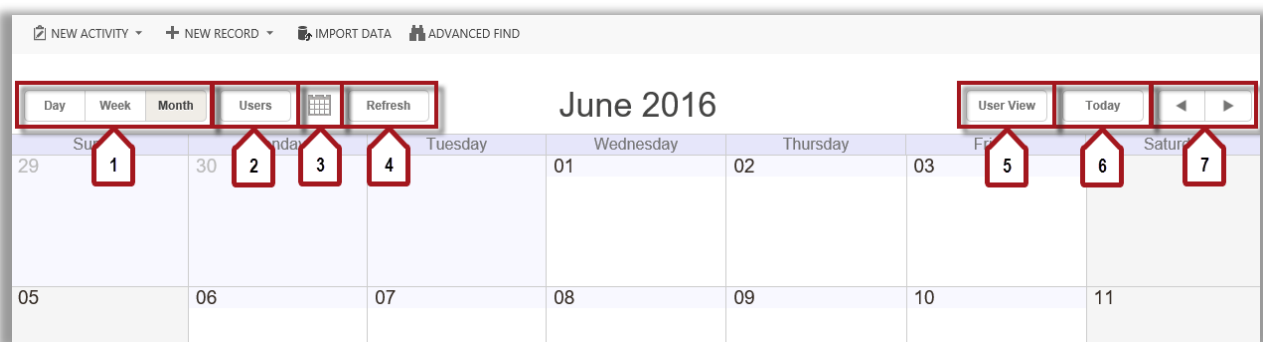 NEW ACTIVITY NEW RECORD IMPORT DATA ADVANCED FIND
Day Week Month Users Refresh June 2016 User View Today
Tuesday Wednesday Thursday
1 2 3 4 5 6 7
29 30 01 02 03
05 06 07 08 09 10 11